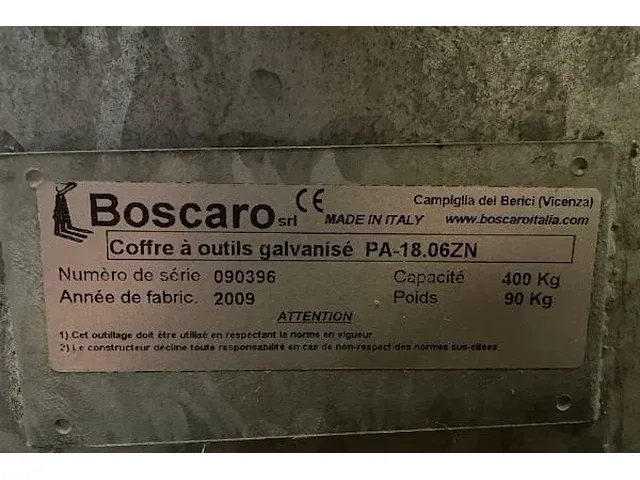 Boscaro srl CE MADE IN ITALY
Campiglia dei Berici (Vicenza)
www.boscaroitalia.com
Coffre à outils galvanisé PA-18.06ZN
Numèro de série 090396 Capacité 400 Kg
Année de fabric. 2009 Poids 90 Kg
ATTENTION
1) Cet outillage doit être utilisé en respectant la norme en vigueur
2) Le constructeur décline toute responsabilité en cas de non-respect des normes sus-citées